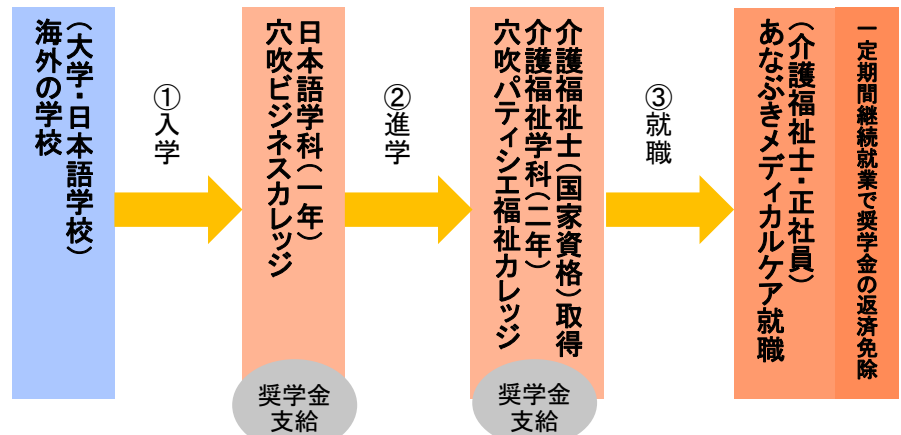 海外の学校
（大学・日本語学校）
①入学
穴吹ビジネスカレッジ
日本語学科（一年）
奨学金
支給
②進学
穴吹パティシエ福祉カレッジ
介護福祉学科（二年）
介護福祉士（国家資格）取得
奨学金
支給
③就職
あなぶきメディカルケア就職
（介護福祉士・正社員）
一定期間継続就業で奨学金の返済免除